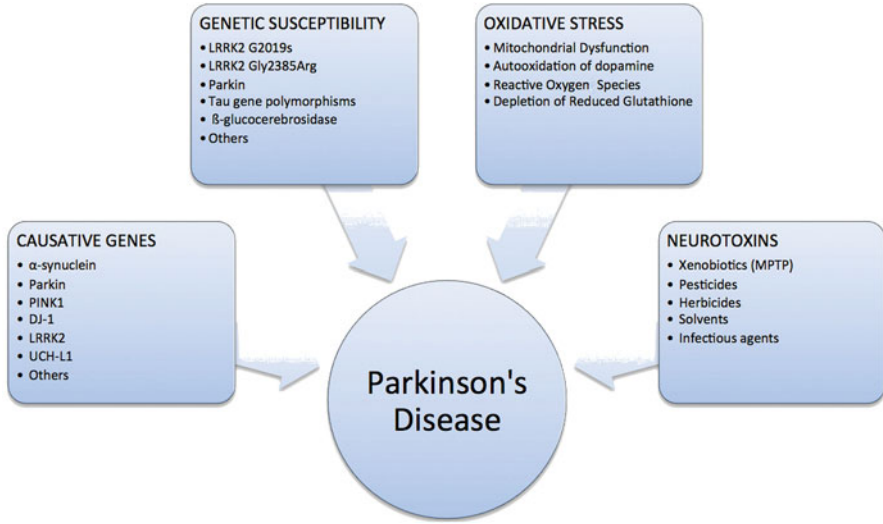 GENETIC SUSCEPTIBILITY
• LRRK2 G2019s
• LRRK2 Gly2385Arg
• Parkin
• Tau gene polymorphisms
• ß-glucocerebrosidase
• Others
OXIDATIVE STRESS
• Mitochondrial Dysfunction
• Autooxidation of dopamine
• Reactive Oxygen Species
• Depletion of Reduced Glutathione
CAUSATIVE GENES
• α-synuclein
• Parkin
• PINK1
• DJ-1
• LRRK2
• UCH-L1
• Others
NEUROTOXINS
• Xenobiotics (MPTP)
• Pesticides
• Herbicides
• Solvents
• Infectious agents
Parkinson's
Disease